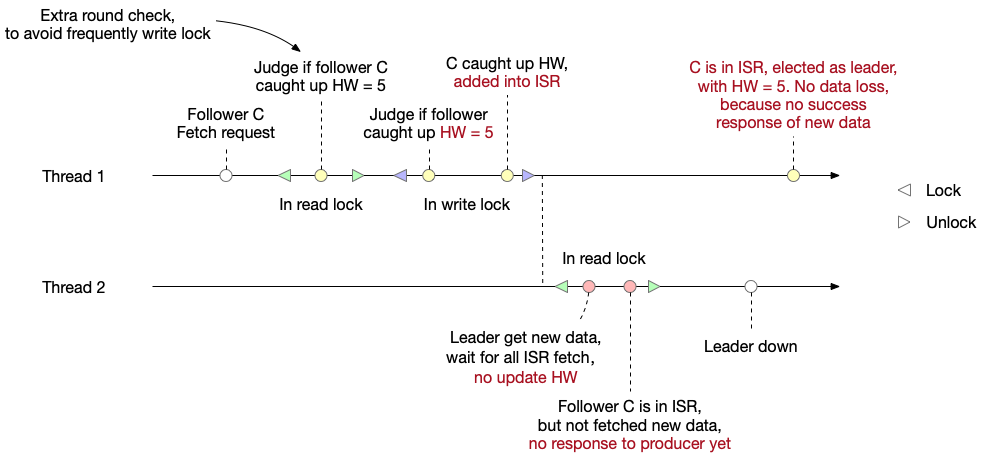 Extra round check,
to avoid frequently write lock
Judge if follower C
caught up HW = 5
C caught up HW,
added into ISR
C is in ISR, elected as leader,
with HW = 5. No data loss,
because no success
response of new data
Follower C
Fetch request
Judge if follower
caught up HW = 5
Thread 1
In read lock
In write lock
Lock
Unlock
In read lock
Thread 2
Leader get new data,
wait for all ISR fetch,
no update HW
Leader down
Follower C is in ISR,
but not fetched new data,
no response to producer yet